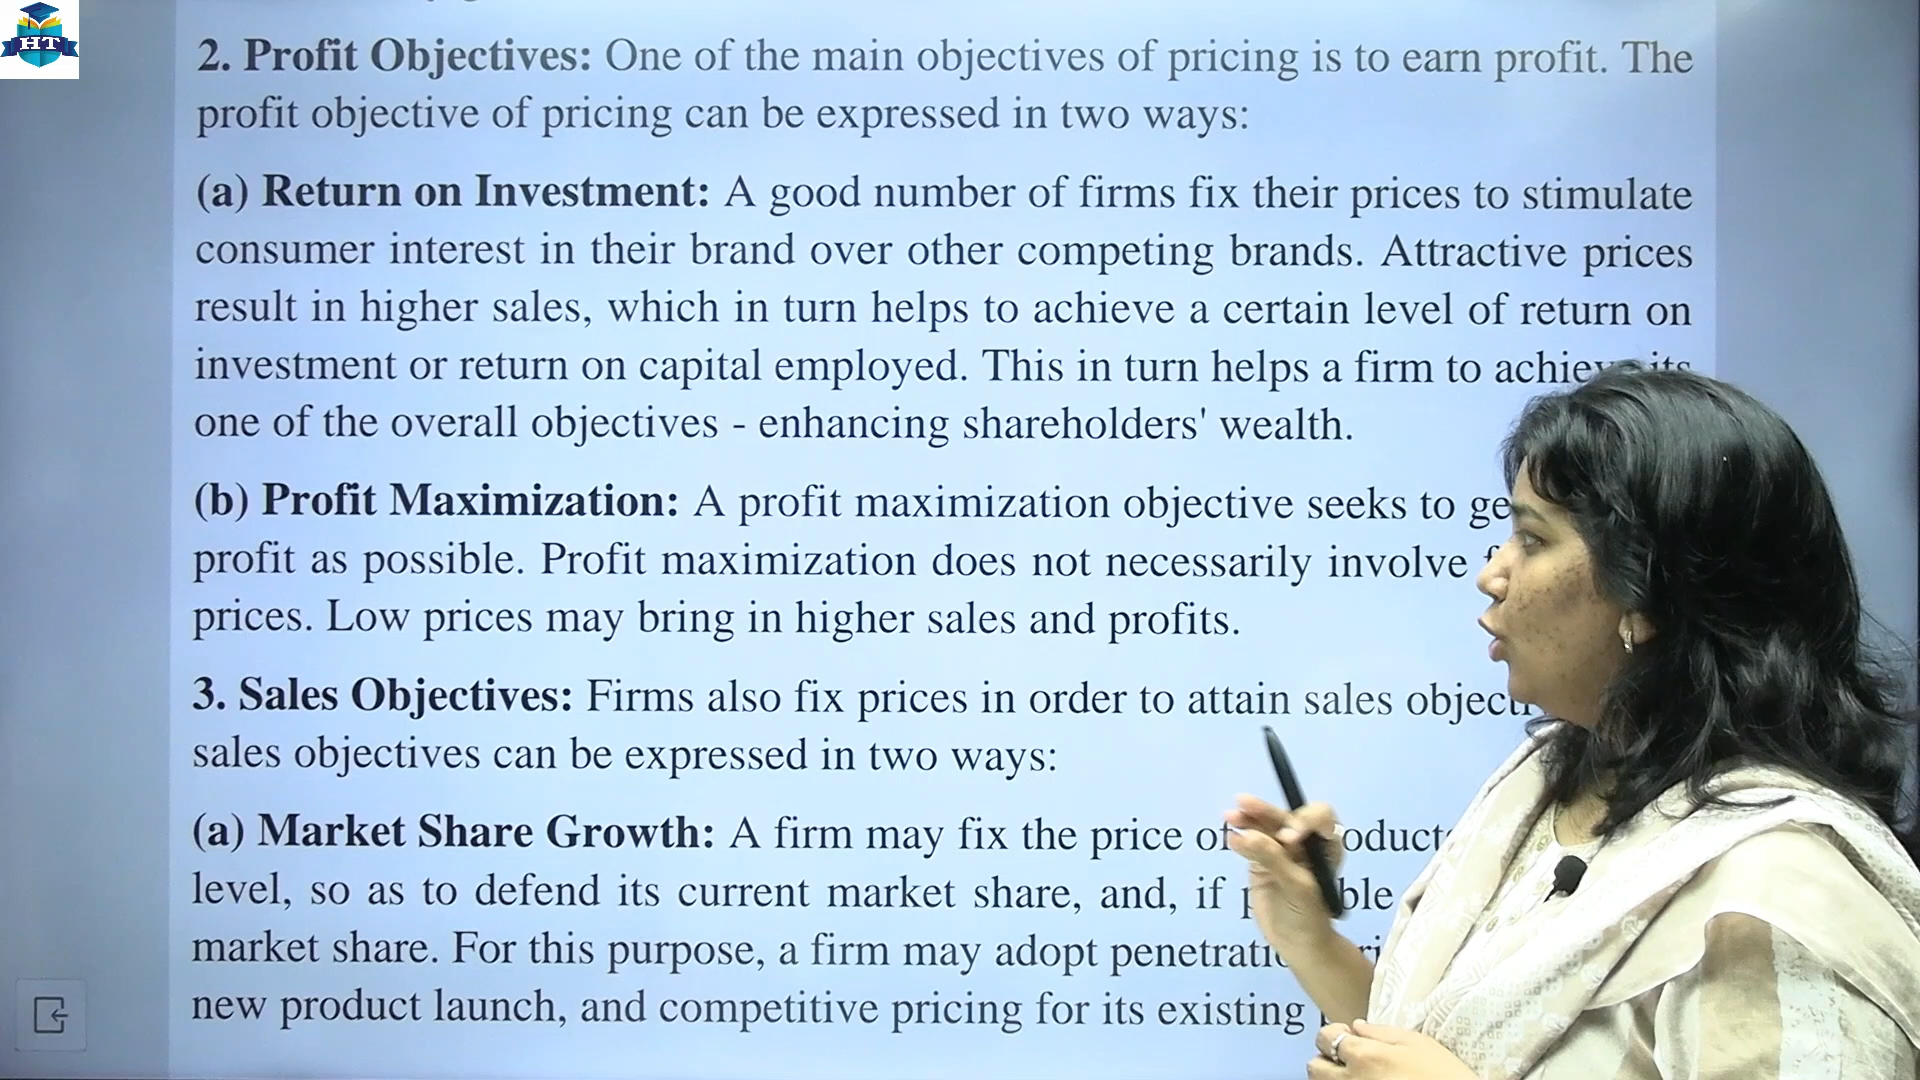 HT
2. Profit Objectives: One of the main objectives of pricing is to earn profit. The
profit objective of pricing can be expressed in two ways:
(a) Return on Investment: A good number of firms fix their prices to stimulate
consumer interest in their brand over other competing brands. Attractive prices
result in higher sales, which in turn helps to achieve a certain level of return on
investment or return on capital employed. This in turn helps a firm to its
one of the overall objectives - enhancing shareholders' wealth.
(b) Profit Maximization: A profit maximization objective seeks to
profit as possible. Profit maximization does not necessarily involve
prices. Low prices may bring in higher sales and profits.
3. Sales Objectives: Firms also fix prices in order to attain sales
sales objectives can be expressed in two ways:
(a) Market Share Growth: A firm may fix the price
level, so as to defend its current market share, and, if
market share. For this purpose, a firm may adopt
new product launch, and competitive pricing for its existing